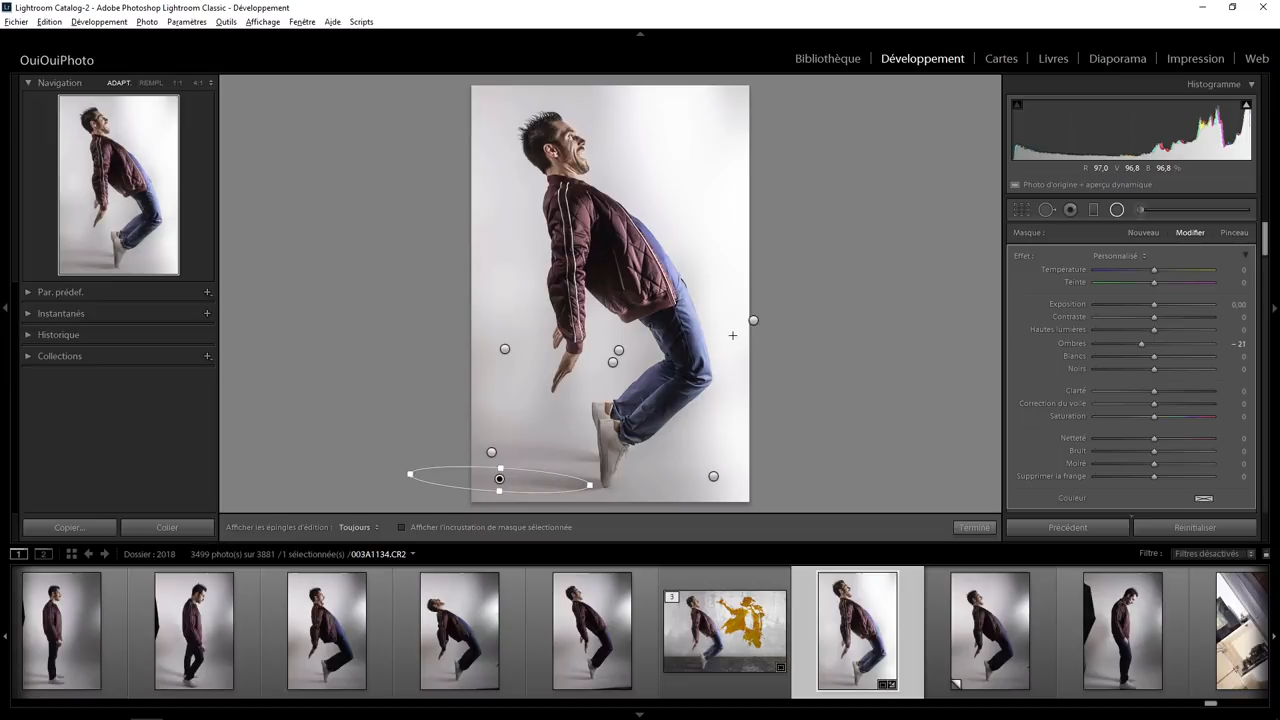 Lightroom Catalog-2 - Adobe Photoshop Lightroom Classic - Développement
Fichier Edition Développement Photo Paramètres Outils Affichage Fenêtre Aide Scripts
OuiOuiPhoto
Bibliothèque | Développement | Cartes | Livres | Diaporama | Impression | Web
Navigation ADAPT. REMPL. 1:1 4:1
Histogramme
R 97,0 V 96,8 B 96,8 %
Photo d'origine + aperçu dynamique
Masque : Nouveau Modifier Pinceau
Effet : Personnalisé
Température 0
Teinte 0
Exposition 0,00
Contraste 0
Hautes lumières 0
Ombres – 21
Blancs 0
Noirs 0
Clarté 0
Correction du voile 0
Saturation 0
Netteté 0
Bruit 0
Moiré 0
Supprimer la frange 0
Couleur
Par. prédef.
Instantanés
Historique
Collections
Copier... Coller
Afficher les épingles d'édition : Toujours Afficher l'incrustation de masque sélectionnée Terminé
Précédent Réinitialiser
1 2 Dossier : 2018 3499 photo(s) sur 3881 /1 sélectionnée(s) /003A1134.CR2 Filtre : Filtres désactivés
3